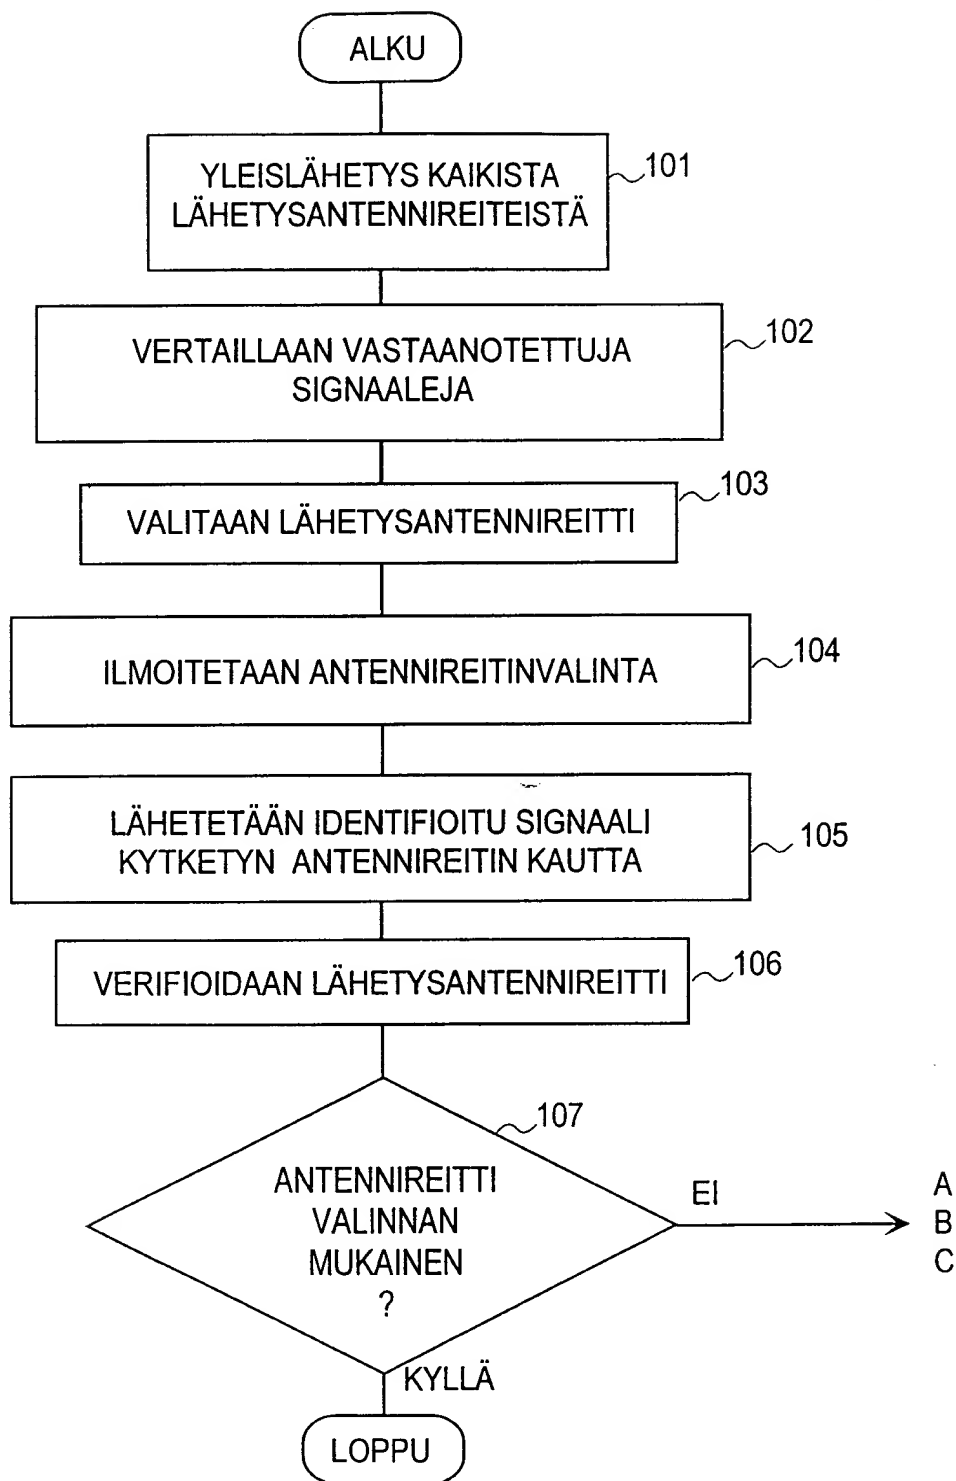 ALKU
YLEISLÄHETYS KAIKISTA
LÄHETYSANTENNIREITEISTÄ
101
VERTAILLAAN VASTAANOTETTUJA
SIGNAALEJA
102
VALITAAN LÄHETYSANTENNIREITTI
103
ILMOITETAAN ANTENNIREITINVALINTA
104
LÄHETETÄÄN IDENTIFIOITU SIGNAALI
KYTKETYN ANTENNIREITIN KAUTTA
105
VERIFIOIDAAN LÄHETYSANTENNIREITTI
106
107
ANTENNIREITTI
VALINNAN
MUKAINEN
?
EI
A
B
C
KYLLÄ
LOPPU